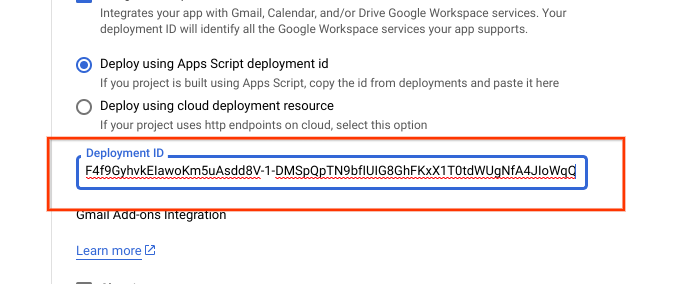 Integrates your app with Gmail, Calendar, and/or Drive Google Workspace services. Your
deployment ID will identify all the Google Workspace services your app supports.
Deploy using Apps Script deployment id
If you project is built using Apps Script, copy the id from deployments and paste it here
Deploy using cloud deployment resource
If your project uses http endpoints on cloud, select this option
Deployment ID
F4f9GyhvkEIawoKm5uAsdd8V-1-DMSpQpTN9bfIUIG8GhFKxX1T0tdWUgNfA4JIoWqQ
Gmail Add-ons Integration
Learn more